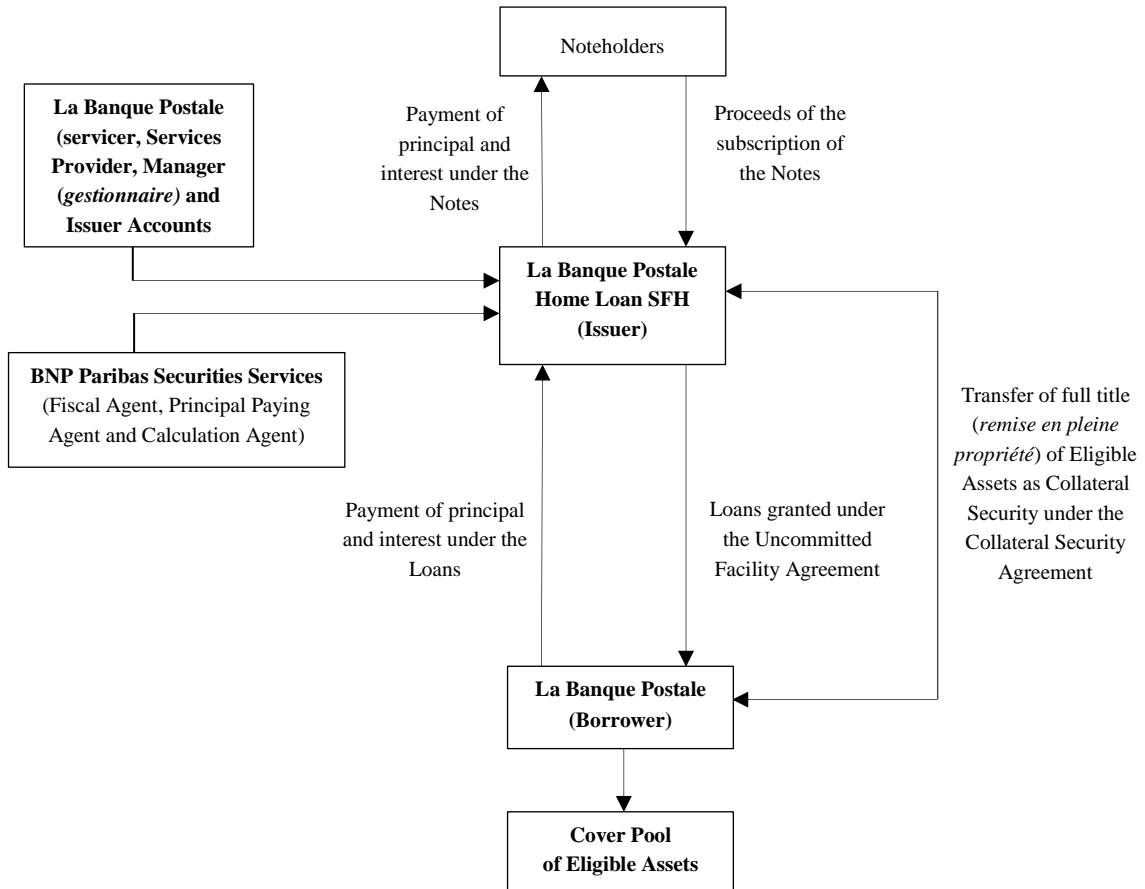 Noteholders
La Banque Postale
(servicer, Services
Provider, Manager
(gestionnaire) and
Issuer Accounts
Payment of
principal and
interest under the
Notes
Proceeds of the
subscription of
the Notes
La Banque Postale
Home Loan SFH
(Issuer)
BNP Paribas Securities Services
(Fiscal Agent, Principal Paying
Agent and Calculation Agent)
Payment of principal
and interest under the
Loans
Loans granted under
the Uncommitted
Facility Agreement
Transfer of full title
(remise en pleine
propriété) of Eligible
Assets as Collateral
Security under the
Collateral Security
Agreement
La Banque Postale
(Borrower)
Cover Pool
of Eligible Assets